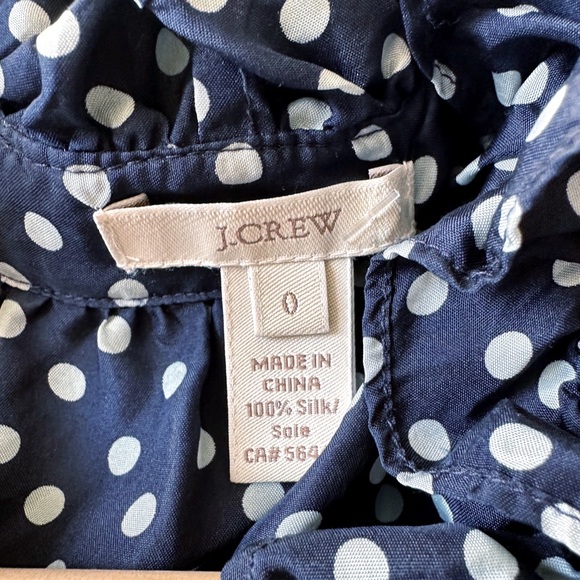 J.CREW
0
MADE IN
CHINA
100% Silk/
Soie
CA# 564